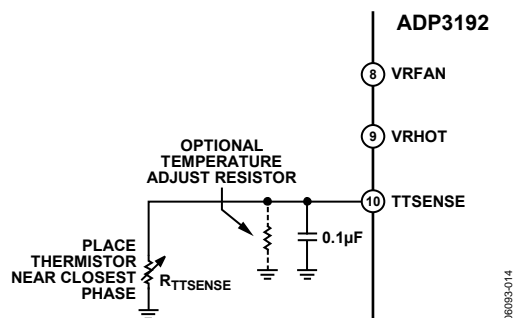 ADP3192
8 VRFAN
9 VRHOT
OPTIONAL
TEMPERATURE
ADJUST RESISTOR
10 TTSENSE
0.1µF
PLACE
THERMISTOR
NEAR CLOSEST
PHASE
RTTSENSE
06093-014